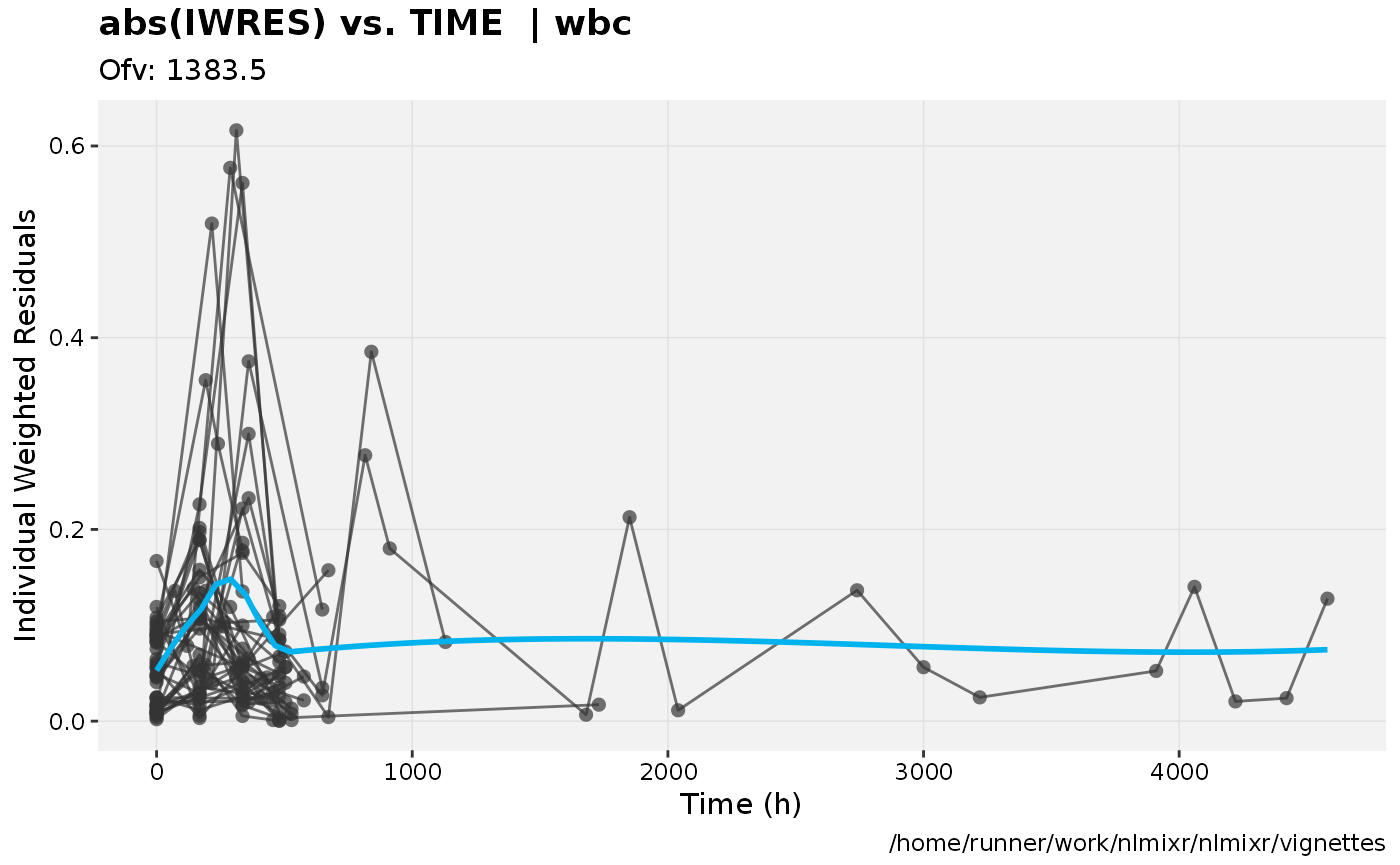 abs(IWRES) vs. TIME  | wbc
Ofv: 1383.5
Individual Weighted Residuals
0.6
0.4
0.2
0.0
0 1000 2000 3000 4000
Time (h)
/home/runner/work/nlmixr/nlmixr/vignettes